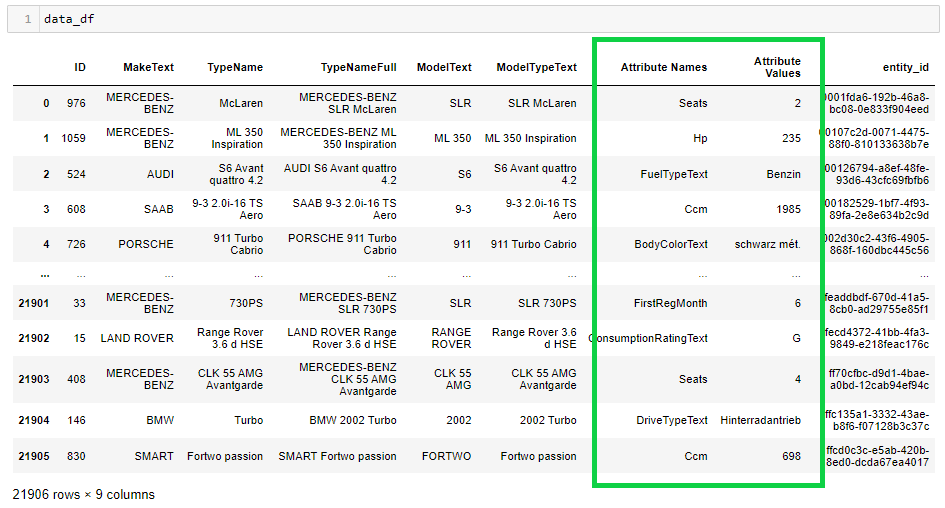 1 data_df
ID MakeText TypeName TypeNameFull ModelText ModelTypeText Attribute Names Attribute Values entity_id
0 976 MERCEDES-BENZ McLaren MERCEDES-BENZ SLR McLaren SLR SLR McLaren Seats 2 0001fda6-192b-46a8-bc08-0e833f904eed
1 1059 MERCEDES-BENZ ML 350 Inspiration MERCEDES-BENZ ML 350 Inspiration ML 350 ML 350 Inspiration Hp 235 00107c2d-0071-4475-88f0-810133638b7e
2 524 AUDI S6 Avant quattro 4.2 AUDI S6 Avant quattro 4.2 S6 S6 Avant quattro 4.2 FuelTypeText Benzin 00126794-a8ef-48fe-93d6-43cfc69fbfb6
3 608 SAAB 9-3 2.0i-16 TS Aero SAAB 9-3 2.0i-16 TS Aero 9-3 9-3 2.0i-16 TS Aero Ccm 1985 00182529-1bf7-4f93-89fa-2e8e634b2c9d
4 726 PORSCHE 911 Turbo Cabrio PORSCHE 911 Turbo Cabrio 911 911 Turbo Cabrio BodyColorText schwarz mét. 002d30c2-43f6-4905-868f-160dbc445c56
... ... ... ... ... ... ... ... ... ...
21901 33 MERCEDES-BENZ 730PS MERCEDES-BENZ SLR 730PS SLR SLR 730PS FirstRegMonth 6 feaddbdf-670d-41a5-8cb0-ad29755e85f1
21902 15 LAND ROVER Range Rover 3.6 d HSE LAND ROVER Range Rover 3.6 d HSE RANGE ROVER Range Rover 3.6 d HSE ConsumptionRatingText G fecd4372-41bb-4fa3-9849-e218feac176c
21903 408 MERCEDES-BENZ CLK 55 AMG Avantgarde MERCEDES-BENZ CLK 55 AMG Avantgarde CLK 55 AMG CLK 55 AMG Avantgarde Seats 4 ff70cfbc-d9d1-4bae-a0bd-12cab94ef94c
21904 146 BMW Turbo BMW 2002 Turbo 2002 2002 Turbo DriveTypeText Hinterradantrieb ffc135a1-3332-43ae-b8f6-f07128b3c37c
21905 830 SMART Fortwo passion SMART Fortwo passion FORTWO Fortwo passion Ccm 698 ffcd0c3c-e5ab-420b-8ed0-dcda67ea4017
21906 rows × 9 columns